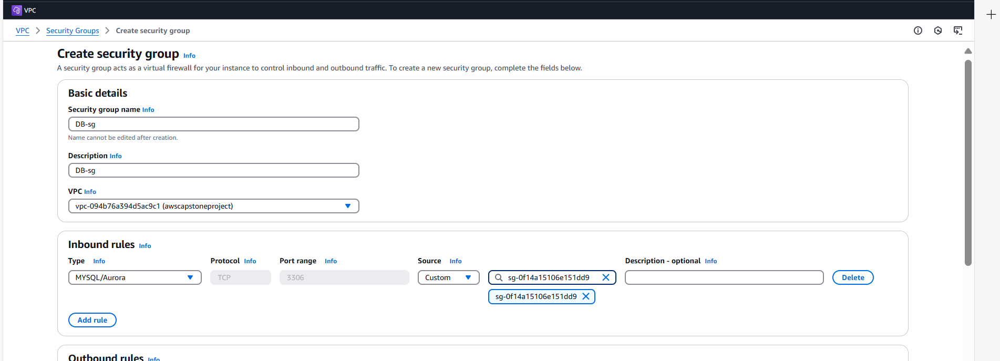 VPC
VPC > Security Groups > Create security group
Create security group Info
A security group acts as a virtual firewall for your instance to control inbound and outbound traffic. To create a new security group, complete the fields below.
Basic details
Security group name Info
DB-sg
Name cannot be edited after creation.
Description Info
DB-sg
VPC Info
vpc-094b76a394d5ac9c1 (awscapstoneproject)
Inbound rules Info
Type Info Protocol Info Port range Info Source Info Description - optional Info
MYSQL/Aurora TCP 3306 Custom sg-0f14a15106e151dd9 Delete
sg-0f14a15106e151dd9
Add rule
Outbound rules Info